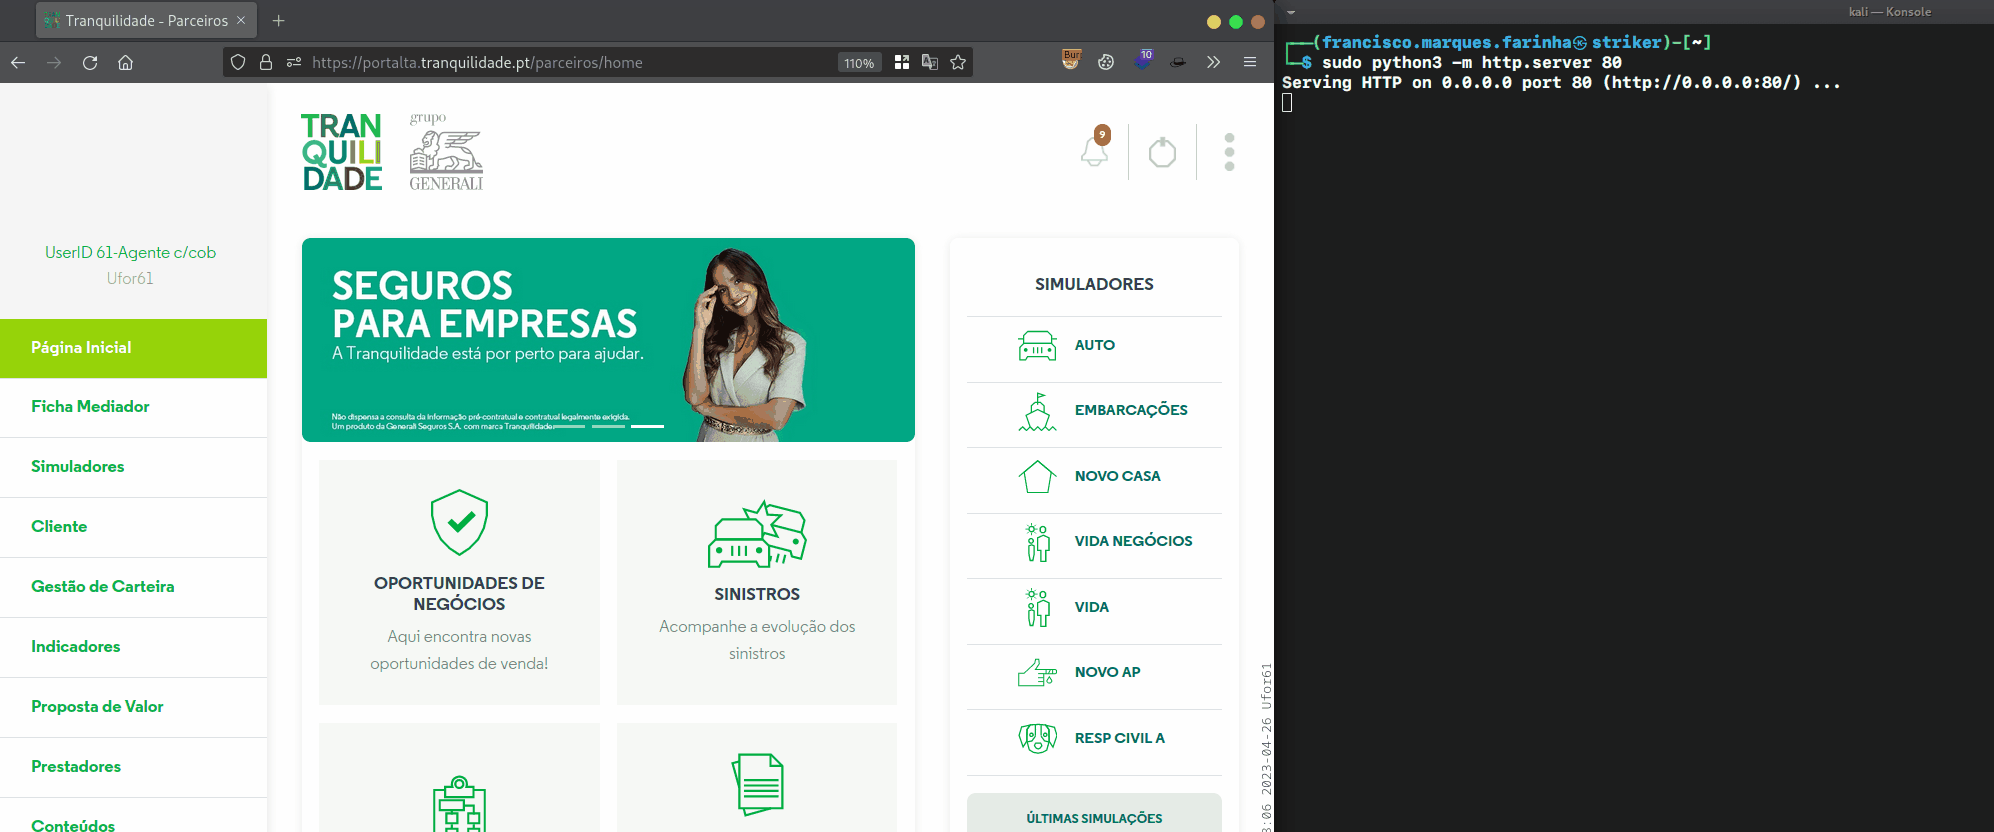 Tranquilidade - Parceiros
https://portalta.tranquilidade.pt/parceiros/home
110%
10
TRAN
QUILI
DADE
grupo
GENERALI
9
UserID 61-Agente c/cob
Ufor61
Página Inicial
Ficha Mediador
Simuladores
Cliente
Gestão de Carteira
Indicadores
Proposta de Valor
Prestadores
Conteúdos
SEGUROS
PARA EMPRESAS
A Tranquilidade está por perto para ajudar.
Não dispensa a consulta da informação pré-contratual e contratual legalmente exigida.
Um produto da Generali Seguros S.A. com marca Tranquilidade.
OPORTUNIDADES DE
NEGÓCIOS
Aqui encontra novas
oportunidades de venda!
SINISTROS
Acompanhe a evolução dos
sinistros
SIMULADORES
AUTO
EMBARCAÇÕES
NOVO CASA
VIDA NEGÓCIOS
VIDA
NOVO AP
RESP CIVIL A
ÚLTIMAS SIMULAÇÕES
:06 2023-04-26 Ufor61
kali — Konsole
(francisco.marques.farinha㉿striker)-[~]
$ sudo python3 -m http.server 80
Serving HTTP on 0.0.0.0 port 80 (http://0.0.0.0:80/) ...